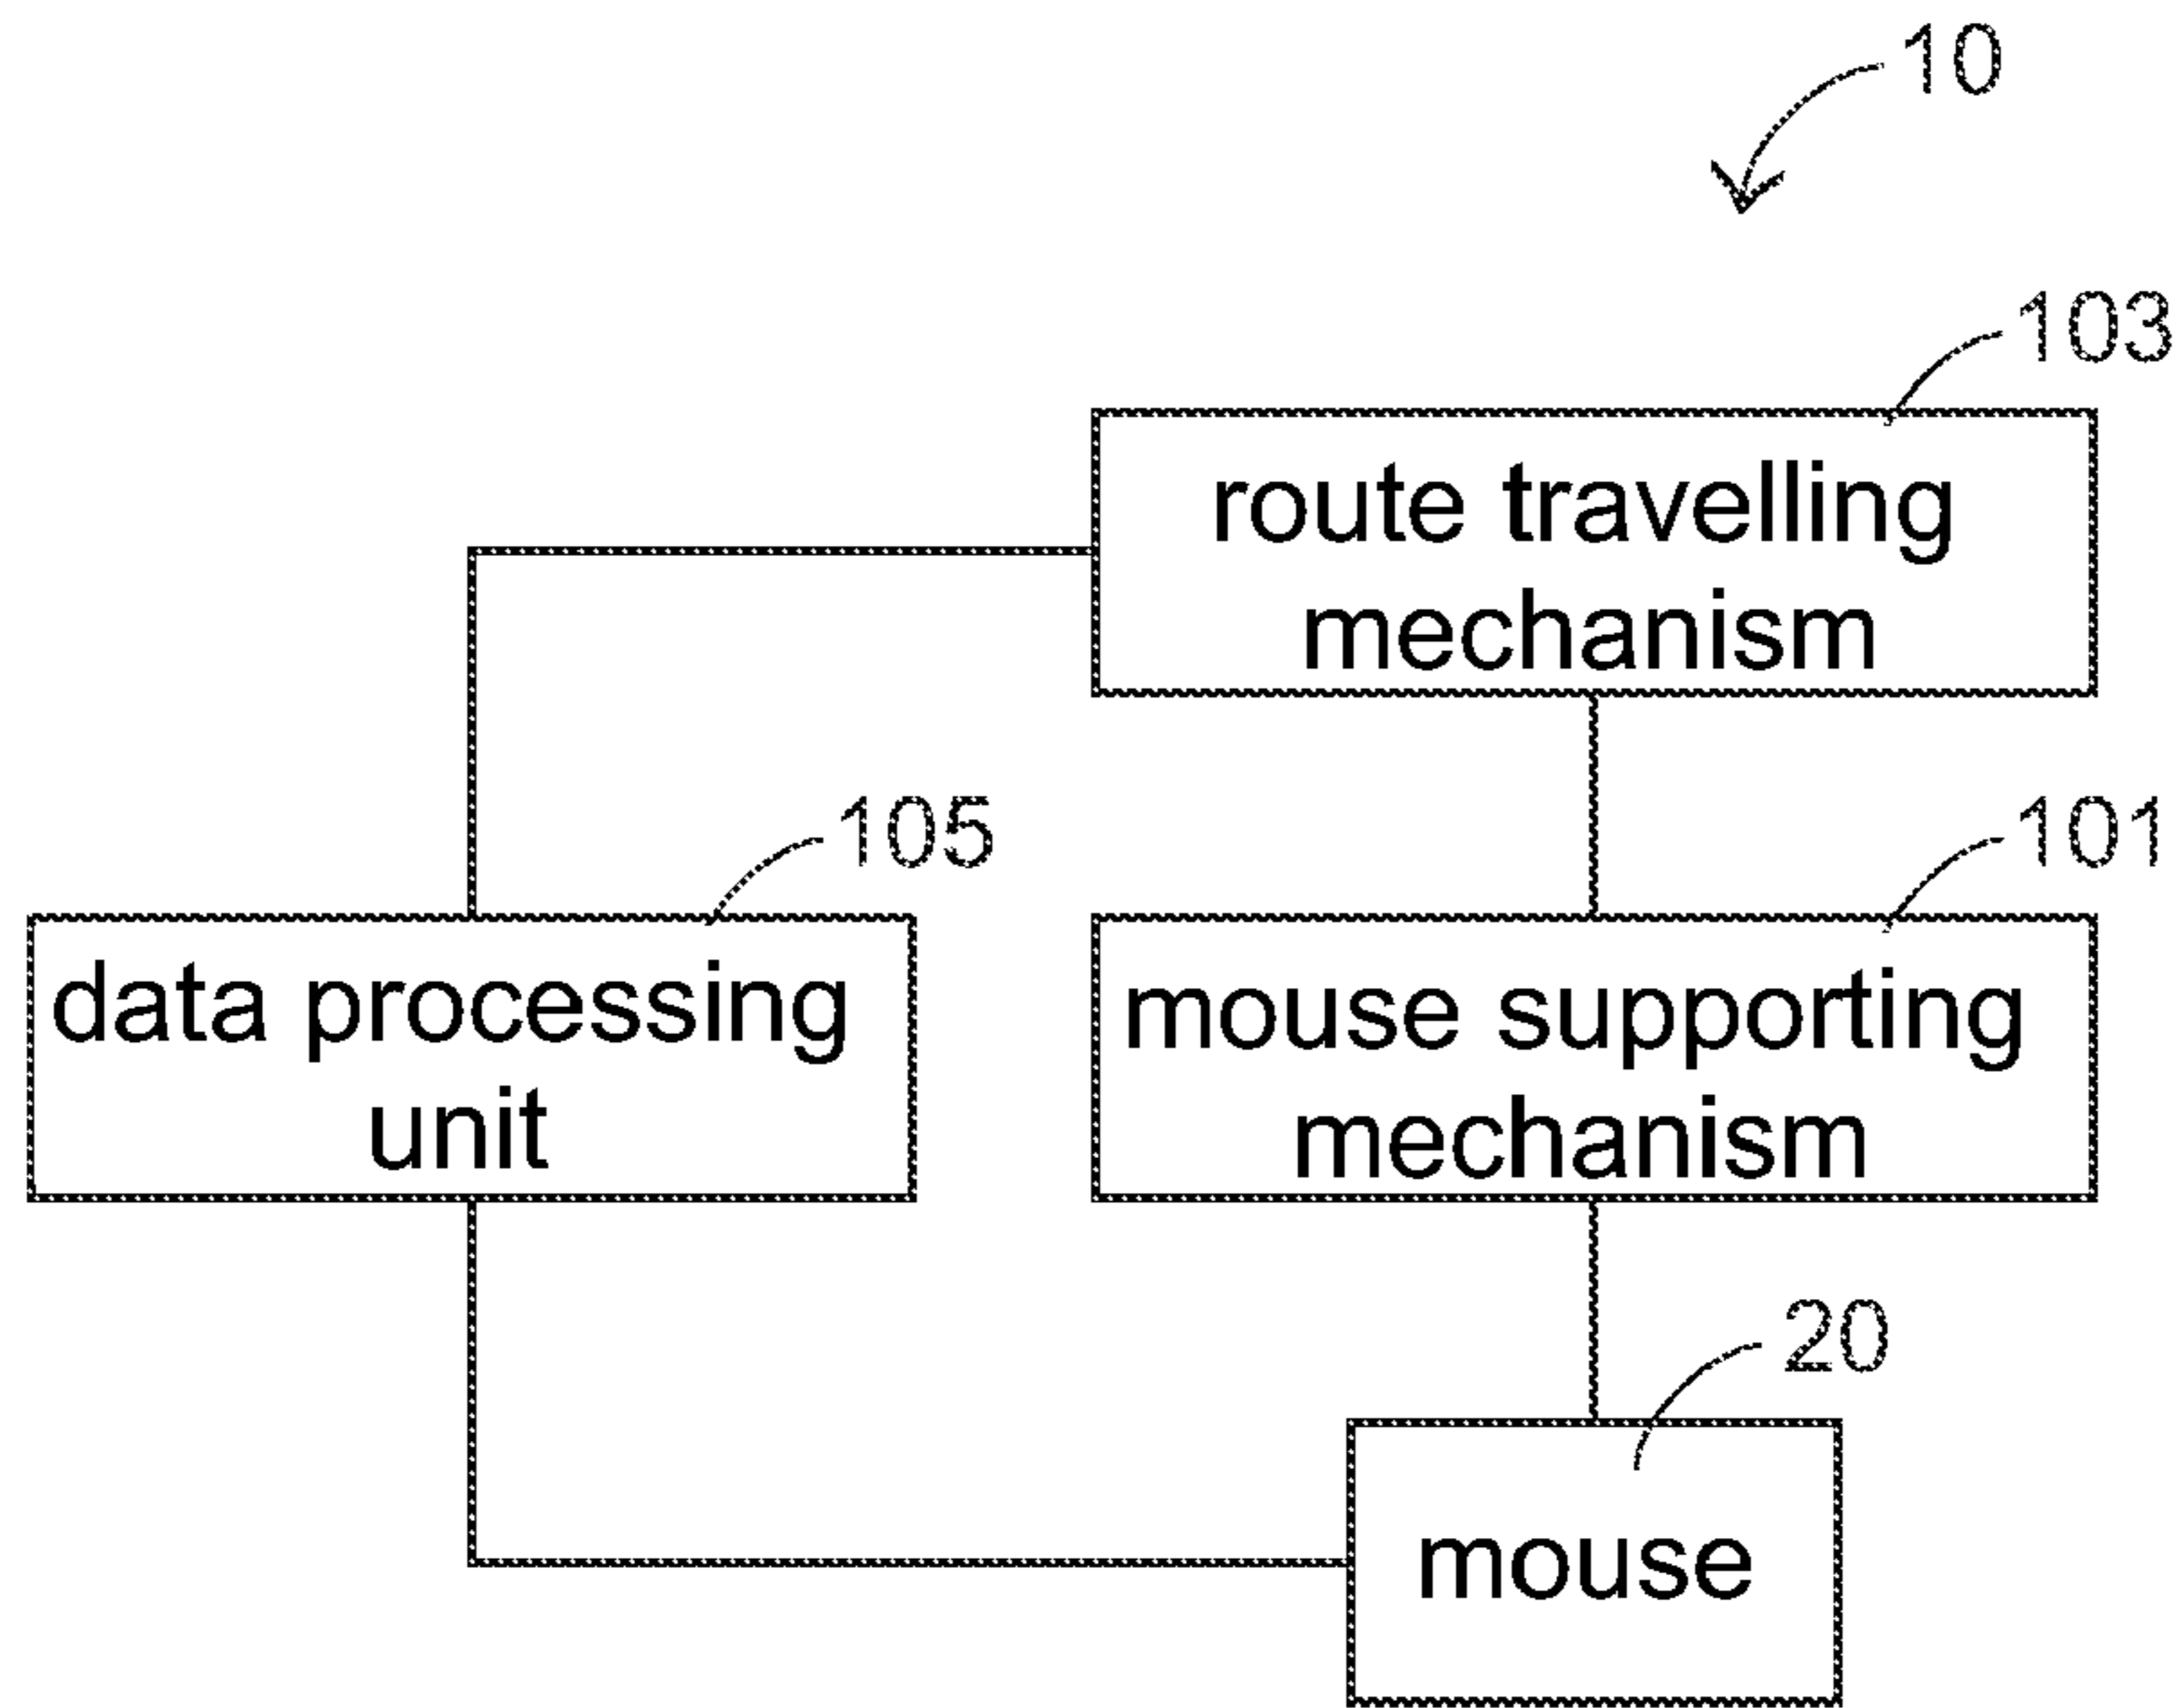 10
103
route travelling
mechanism
105
101
data processing
unit
mouse supporting
mechanism
20
mouse